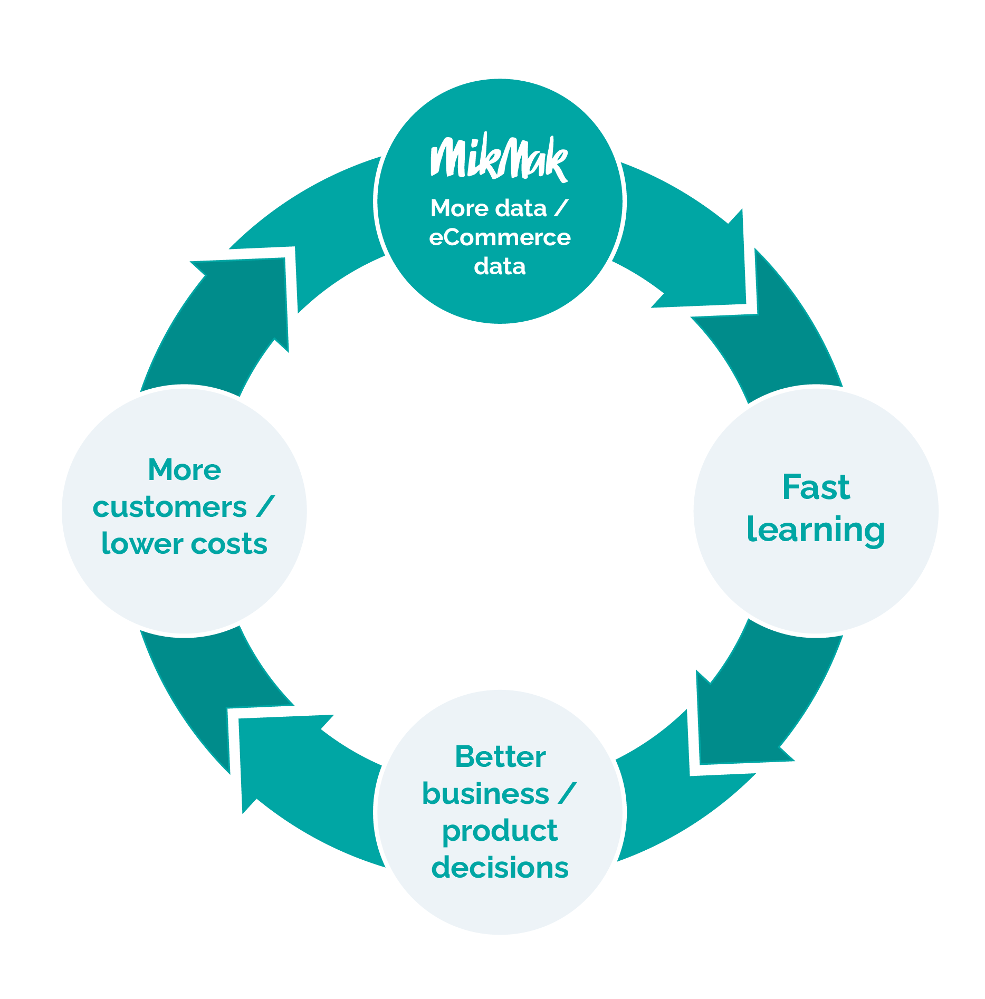 MikMak
More data /
eCommerce
data
Fast
learning
Better
business /
product
decisions
More
customers /
lower costs